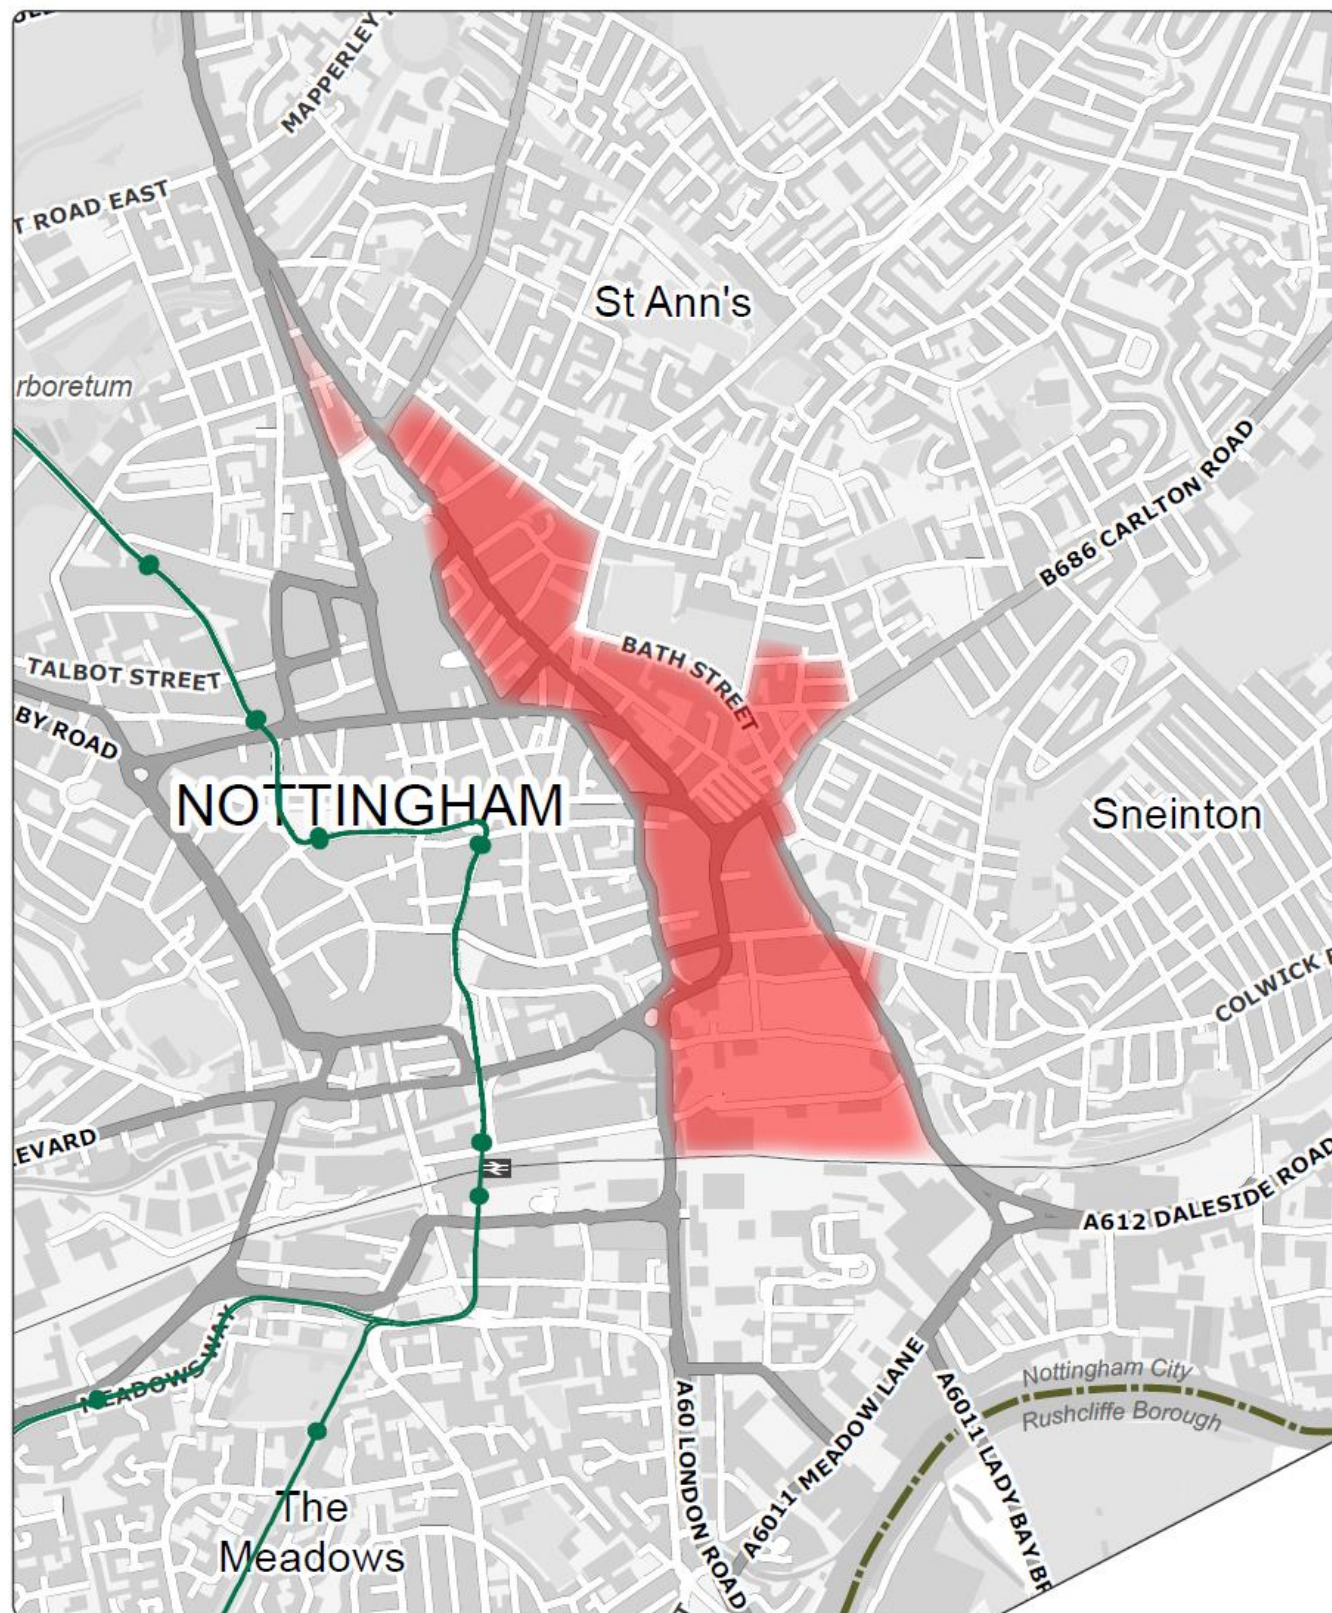 MAPPERLEY
T ROAD EAST
St Ann's
rboretum
B686 CARLTON ROAD
BATH STREET
TALBOT STREET
BY ROAD
NOTTINGHAM
Sneinton
COLWICK
EVARD
A612 DALESIDE ROAD
MEADOWS WAY
Nottingham City
Rushcliffe Borough
A60 LONDON ROAD
A6011 MEADOW LANE
A6011 LADY BAY BR
The
Meadows